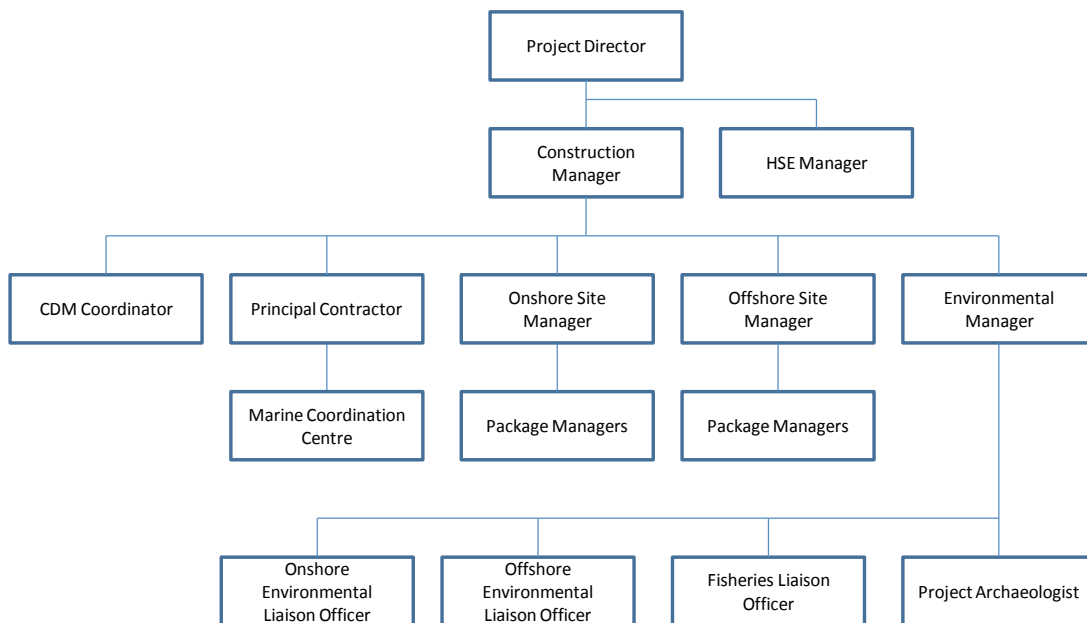 Project Director
Construction
Manager
HSE Manager
CDM Coordinator
Principal Contractor
Onshore Site
Manager
Offshore Site
Manager
Environmental
Manager
Marine Coordination
Centre
Package Managers
Package Managers
Onshore
Environmental
Liaison Officer
Offshore
Environmental
Liaison Officer
Fisheries Liaison
Officer
Project Archaeologist